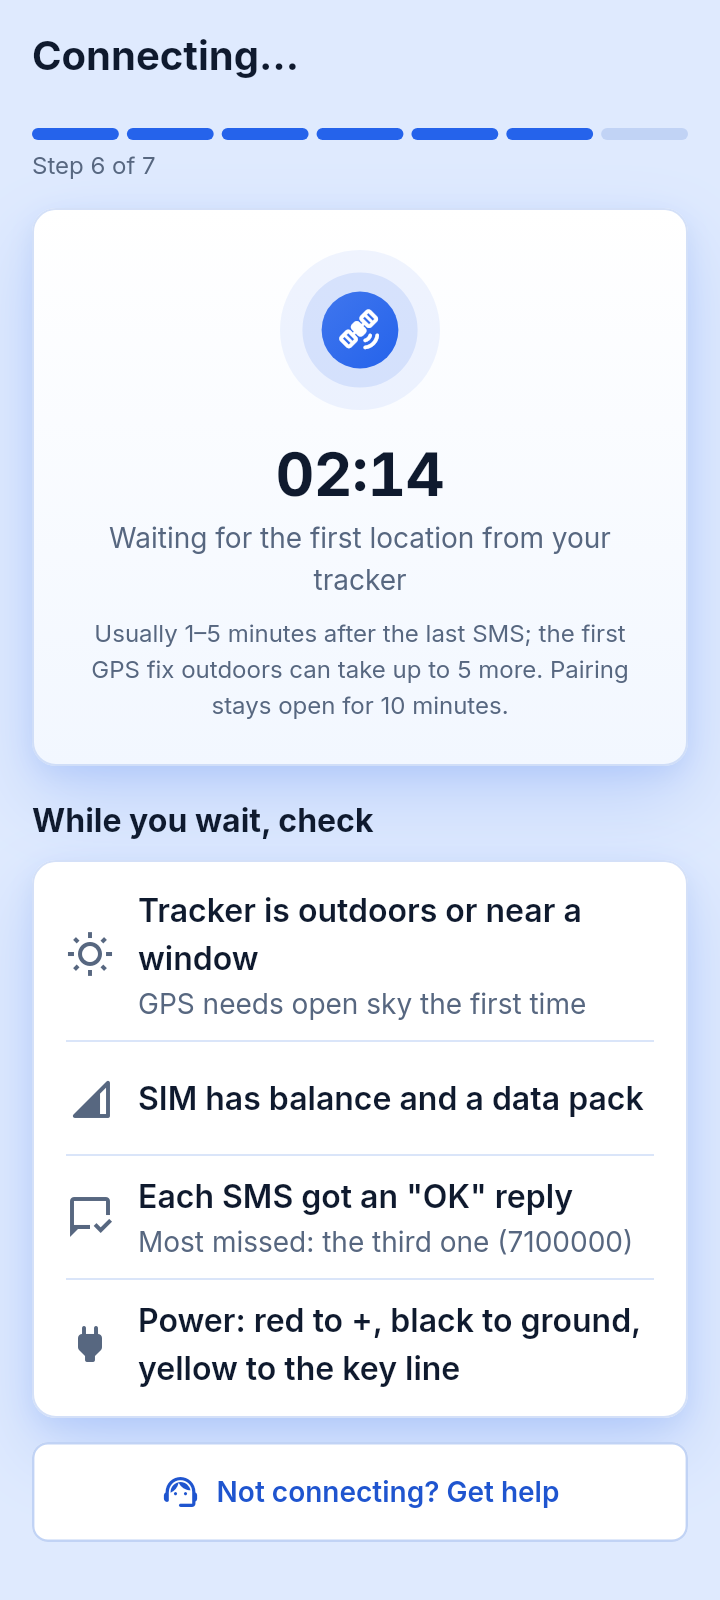 Connecting...
Step 6 of 7
02:14
Waiting for the first location from your
tracker
Usually 1–5 minutes after the last SMS; the first
GPS fix outdoors can take up to 5 more. Pairing
stays open for 10 minutes.
While you wait, check
Tracker is outdoors or near a
window
GPS needs open sky the first time
SIM has balance and a data pack
Each SMS got an "OK" reply
Most missed: the third one (7100000)
Power: red to +, black to ground,
yellow to the key line
Not connecting? Get help